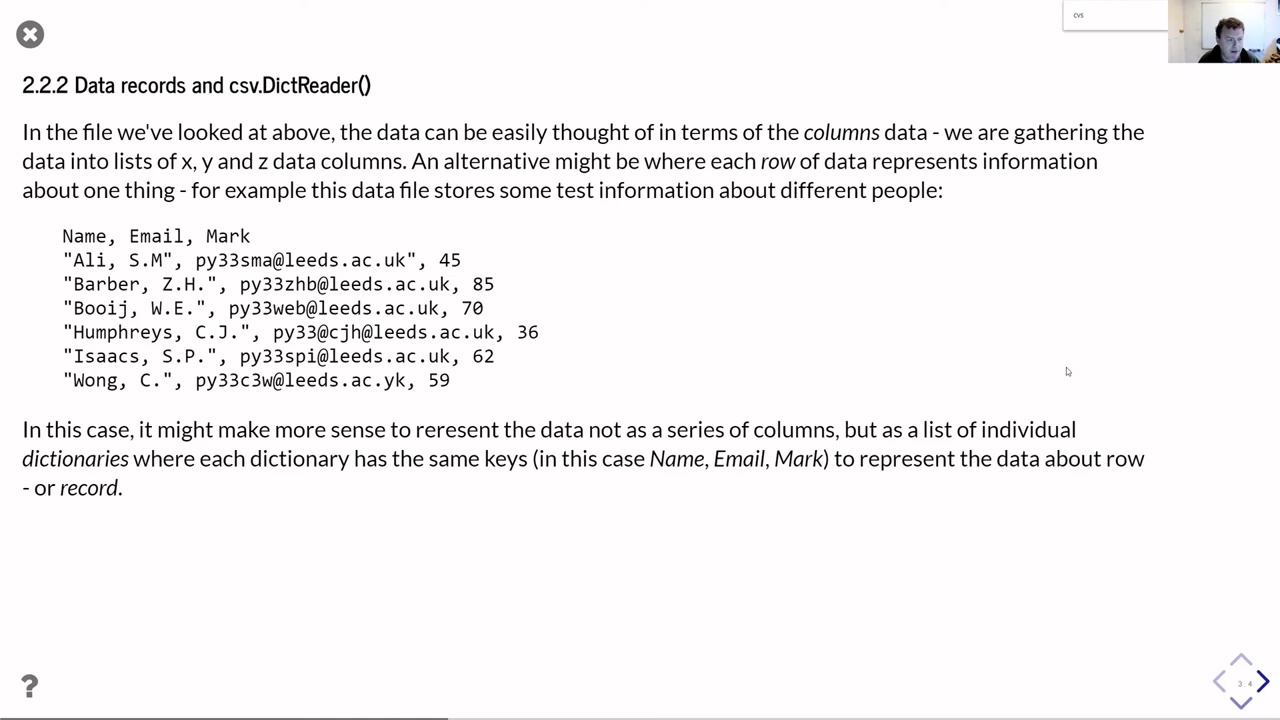 cvs
2.2.2 Data records and csv.DictReader()
In the file we've looked at above, the data can be easily thought of in terms of the columns data - we are gathering the
data into lists of x, y and z data columns. An alternative might be where each row of data represents information
about one thing - for example this data file stores some test information about different people:
Name, Email, Mark
"Ali, S.M", py33sma@leeds.ac.uk", 45
"Barber, Z.H.", py33zhb@leeds.ac.uk, 85
"Booij, W.E.", py33web@leeds.ac.uk, 70
"Humphreys, C.J.", py33@cjh@leeds.ac.uk, 36
"Isaacs, S.P.", py33spi@leeds.ac.uk, 62
"Wong, C.", py33c3w@leeds.ac.yk, 59
In this case, it might make more sense to reresent the data not as a series of columns, but as a list of individual
dictionaries where each dictionary has the same keys (in this case Name, Email, Mark) to represent the data about row
- or record.
?
3.4